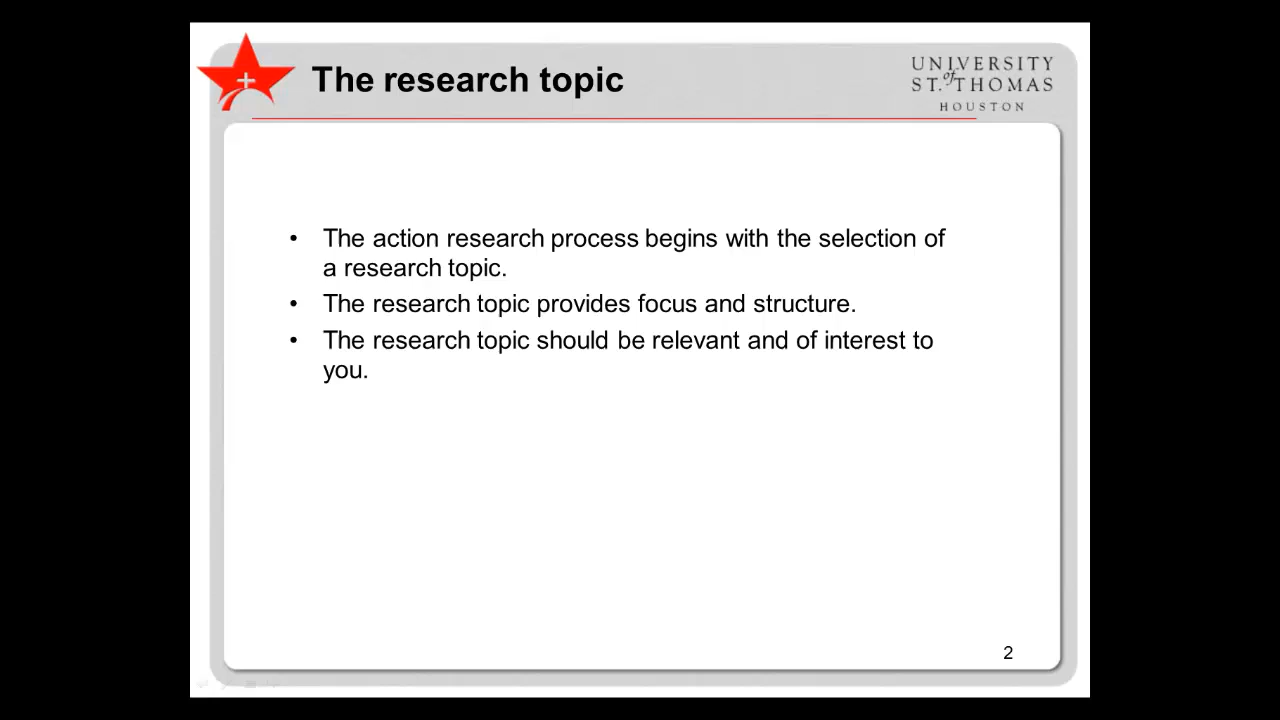 The research topic
UNIVERSITY
of
ST. THOMAS
HOUSTON
• The action research process begins with the selection of
a research topic.
• The research topic provides focus and structure.
• The research topic should be relevant and of interest to
you.
2